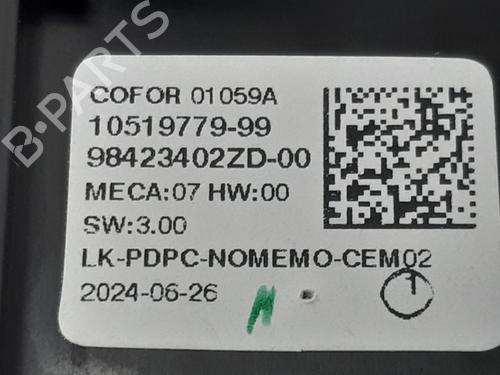 COFOR 01059A
10519779-99
98423402ZD-00
MECA:07 HW:00
SW:3.00
LK-PDPC-NOMEMO-CEM02
2024-06-26
1
B-PARTS